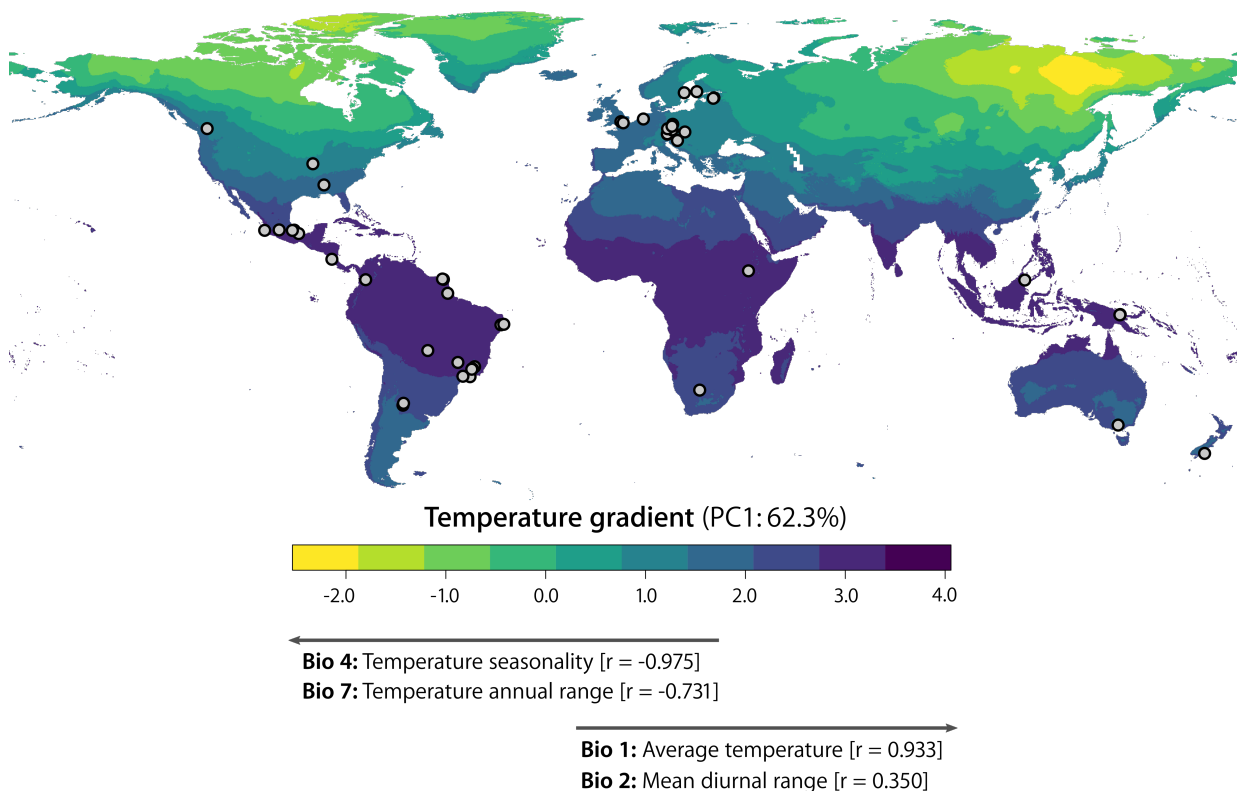 Temperature gradient (PC1: 62.3%)
-2.0 -1.0 0.0 1.0 2.0 3.0 4.0
Bio 4: Temperature seasonality [r = -0.975]
Bio 7: Temperature annual range [r = -0.731]
Bio 1: Average temperature [r = 0.933]
Bio 2: Mean diurnal range [r = 0.350]